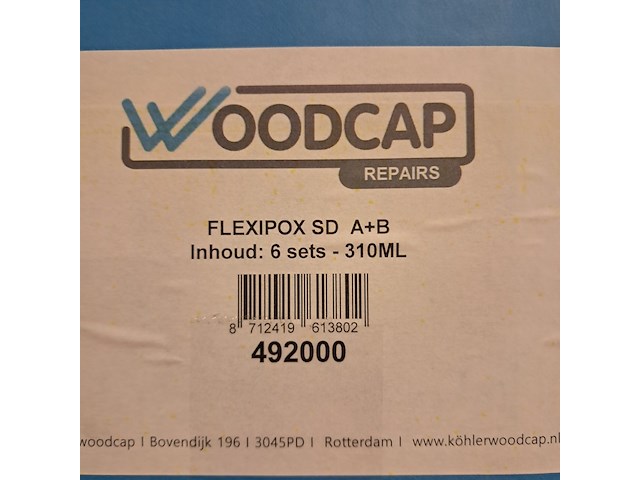 WOODCAP
REPAIRS
FLEXIPOX SD A+B
Inhoud: 6 sets - 310ML
8 712419 613802
492000
woodcap I Bovendijk 196 I 3045PD I Rotterdam I www.köhlerwoodcap.nl